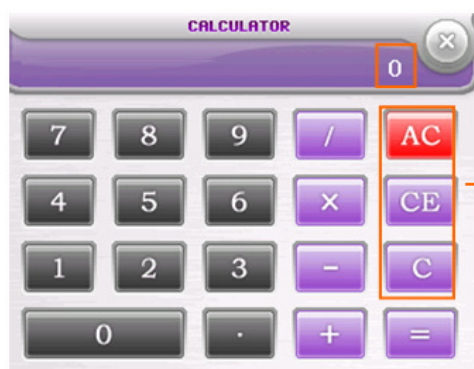 CALCULATOR
0
7 8 9 / AC
4 5 6 × CE
1 2 3 - C
0 . + =